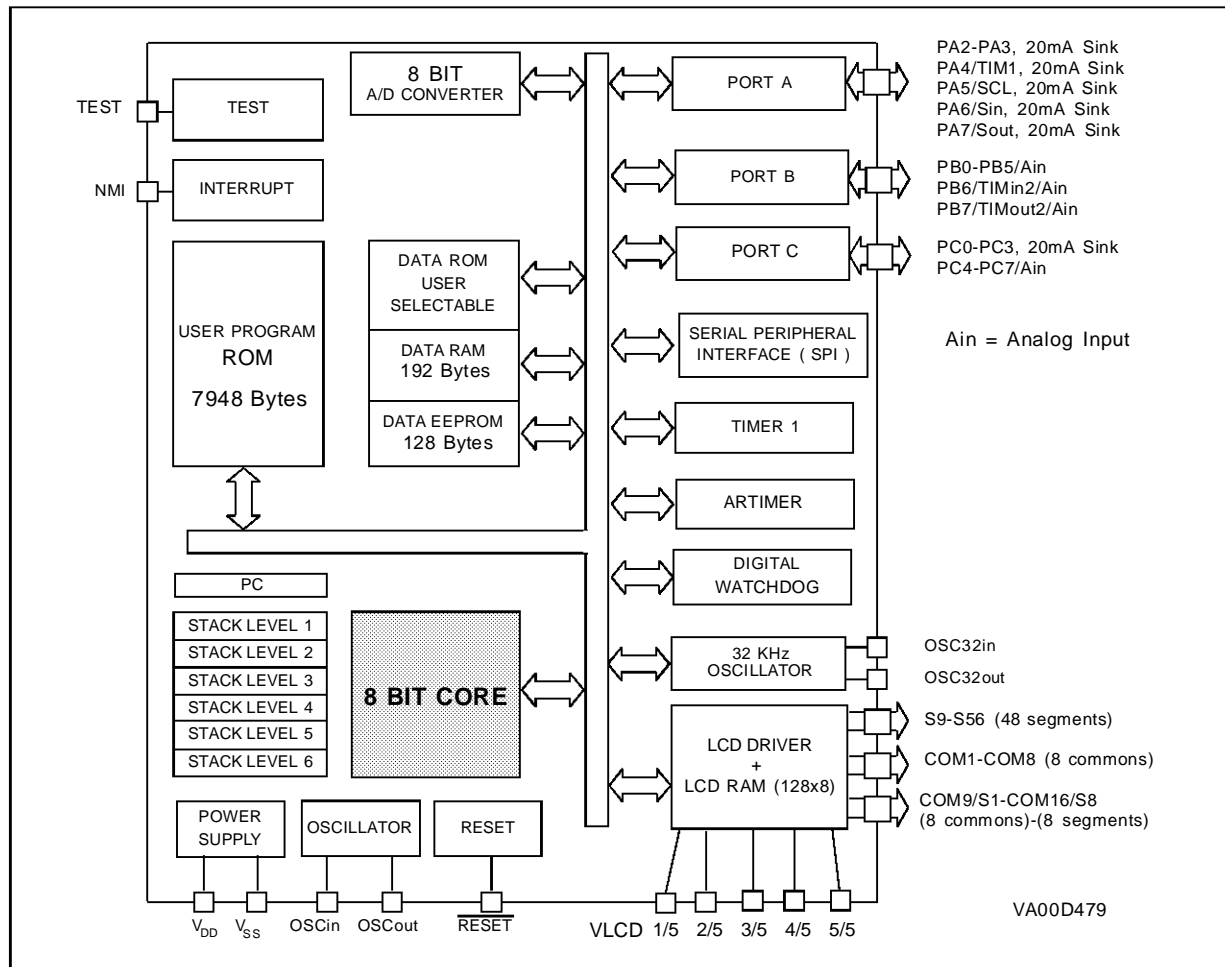 TEST
TEST
NMI
INTERRUPT
USER PROGRAM
ROM
7948 Bytes
8 BIT
A/D CONVERTER
DATA ROM
USER
SELECTABLE
DATA RAM
192 Bytes
DATA EEPROM
128 Bytes
PC
STACK LEVEL 1
STACK LEVEL 2
STACK LEVEL 3
STACK LEVEL 4
STACK LEVEL 5
STACK LEVEL 6
8 BIT CORE
POWER
SUPPLY
OSCILLATOR
RESET
VDD
VSS
OSCin
OSCout
RESET
PORT A
PA2-PA3, 20mA Sink
PA4/TIM1, 20mA Sink
PA5/SCL, 20mA Sink
PA6/Sin, 20mA Sink
PA7/Sout, 20mA Sink
PORT B
PB0-PB5/Ain
PB6/TIMin2/Ain
PB7/TIMout2/Ain
PORT C
PC0-PC3, 20mA Sink
PC4-PC7/Ain
SERIAL PERIPHERAL
INTERFACE ( SPI )
Ain = Analog Input
TIMER 1
ARTIMER
DIGITAL
WATCHDOG
32 KHz
OSCILLATOR
OSC32in
OSC32out
LCD DRIVER
+
LCD RAM (128x8)
S9-S56 (48 segments)
COM1-COM8 (8 commons)
COM9/S1-COM16/S8
(8 commons)-(8 segments)
VLCD 1/5 2/5 3/5 4/5 5/5
VA00D479